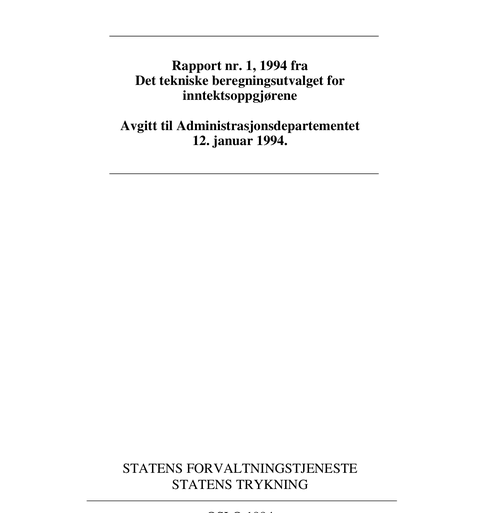 Rapport nr. 1, 1994 fra
Det tekniske beregningsutvalget for
inntektsoppgjørene
Avgitt til Administrasjonsdepartementet
12. januar 1994.
STATENS FORVALTNINGSTJENESTE
STATENS TRYKNING